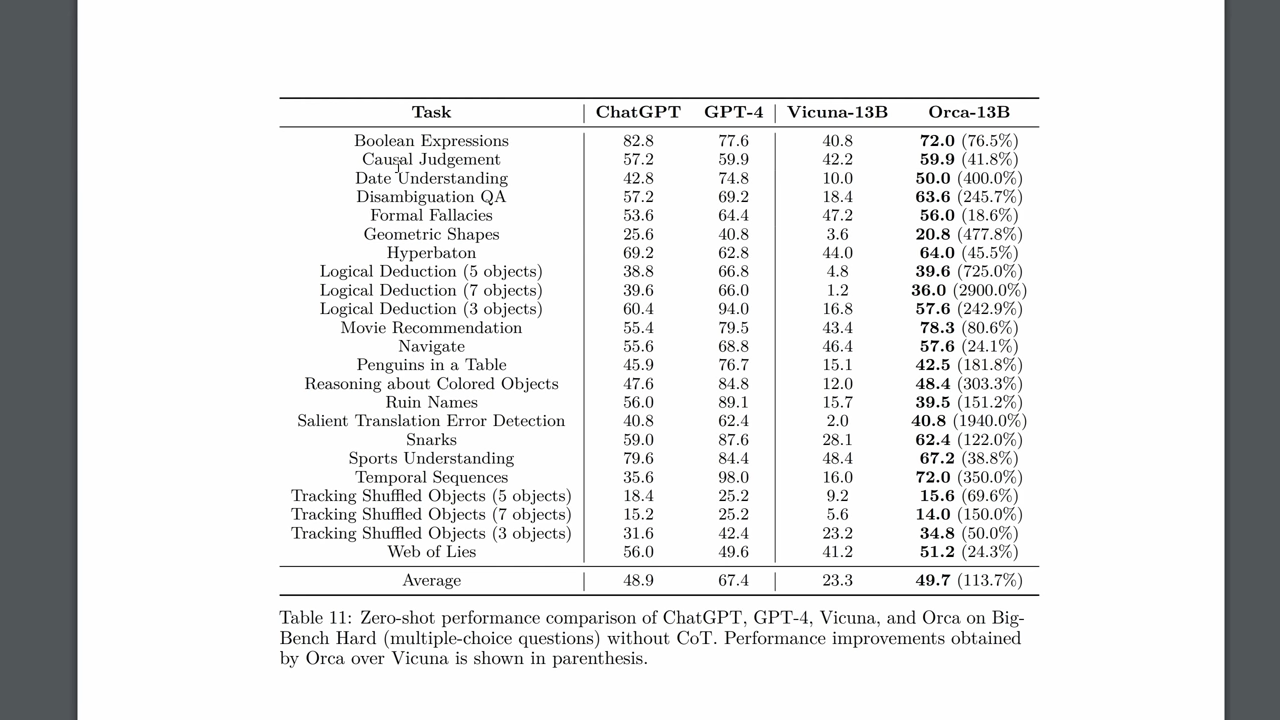 Task ChatGPT GPT-4 Vicuna-13B Orca-13B
Boolean Expressions 82.8 77.6 40.8 72.0 (76.5%)
Causal Judgement 57.2 59.9 42.2 59.9 (41.8%)
Date Understanding 42.8 74.8 10.0 50.0 (400.0%)
Disambiguation QA 57.2 69.2 18.4 63.6 (245.7%)
Formal Fallacies 53.6 64.4 47.2 56.0 (18.6%)
Geometric Shapes 25.6 40.8 3.6 20.8 (477.8%)
Hyperbaton 69.2 62.8 44.0 64.0 (45.5%)
Logical Deduction (5 objects) 38.8 66.8 4.8 39.6 (725.0%)
Logical Deduction (7 objects) 39.6 66.0 1.2 36.0 (2900.0%)
Logical Deduction (3 objects) 60.4 94.0 16.8 57.6 (242.9%)
Movie Recommendation 55.4 79.5 43.4 78.3 (80.6%)
Navigate 55.6 68.8 46.4 57.6 (24.1%)
Penguins in a Table 45.9 76.7 15.1 42.5 (181.8%)
Reasoning about Colored Objects 47.6 84.8 12.0 48.4 (303.3%)
Ruin Names 56.0 89.1 15.7 39.5 (151.2%)
Salient Translation Error Detection 40.8 62.4 2.0 40.8 (1940.0%)
Snarks 59.0 87.6 28.1 62.4 (122.0%)
Sports Understanding 79.6 84.4 48.4 67.2 (38.8%)
Temporal Sequences 35.6 98.0 16.0 72.0 (350.0%)
Tracking Shuffled Objects (5 objects) 18.4 25.2 9.2 15.6 (69.6%)
Tracking Shuffled Objects (7 objects) 15.2 25.2 5.6 14.0 (150.0%)
Tracking Shuffled Objects (3 objects) 31.6 42.4 23.2 34.8 (50.0%)
Web of Lies 56.0 49.6 41.2 51.2 (24.3%)
Average 48.9 67.4 23.3 49.7 (113.7%)
Table 11: Zero-shot performance comparison of ChatGPT, GPT-4, Vicuna, and Orca on Big-
Bench Hard (multiple-choice questions) without CoT. Performance improvements obtained
by Orca over Vicuna is shown in parenthesis.